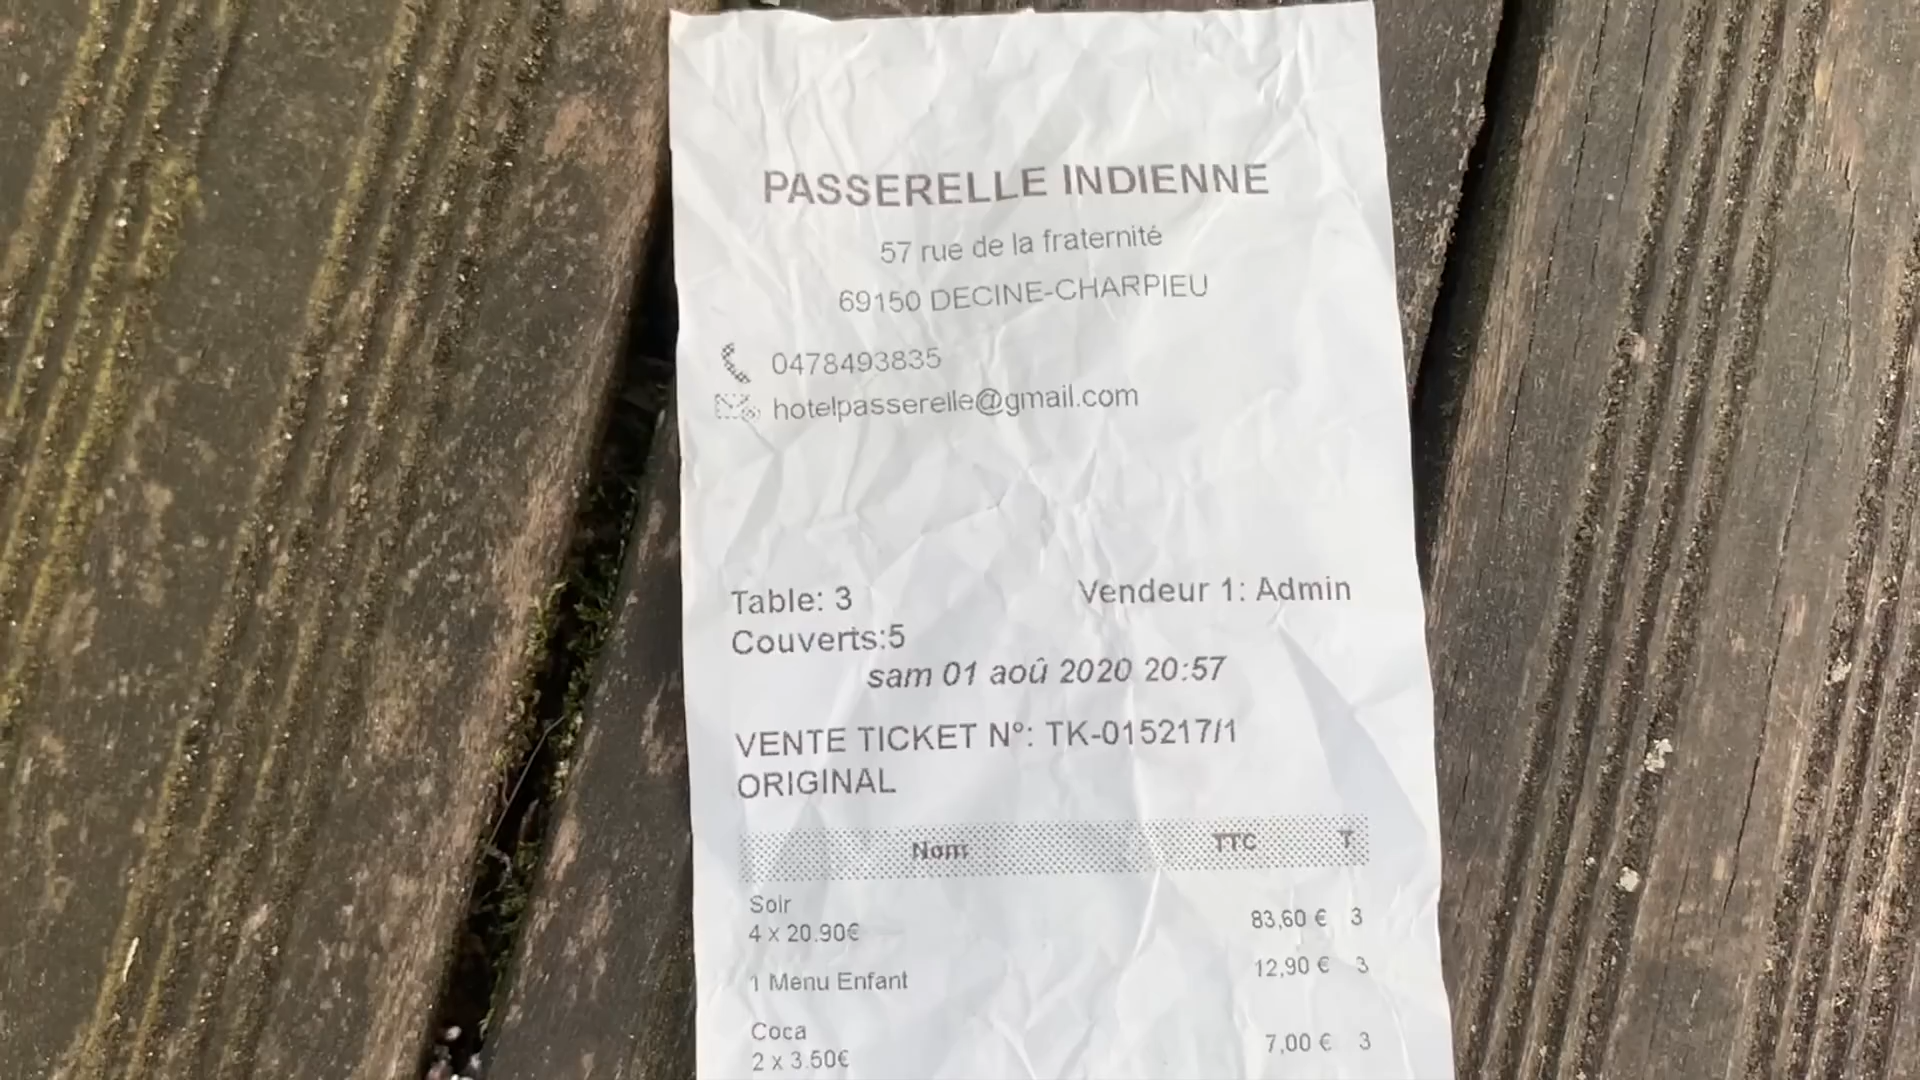 PASSERELLE INDIENNE
57 rue de la fraternité
69150 DECINE-CHARPIEU
0478493835
hotelpasserelle@gmail.com
Table: 3 Vendeur 1: Admin
Couverts:5
sam 01 aoû 2020 20:57
VENTE TICKET N°: TK-015217/1
ORIGINAL
Nom TTC T
Soir
4 x 20.90€ 83,60 € 3
1 Menu Enfant 12,90 € 3
Coca
2 x 3.50€ 7,00 € 3